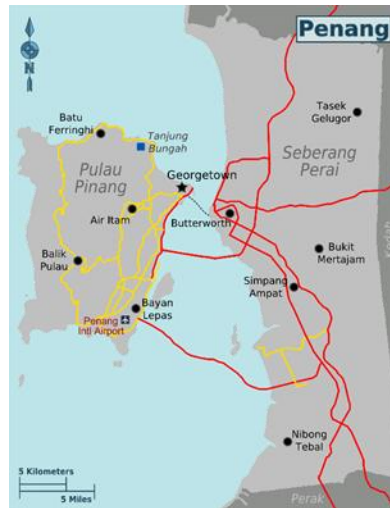 Penang
N
Batu
Ferringhi
Tanjung
Bungah
Tasek
Gelugor
Pulau
Pinang
Georgetown
Seberang
Perai
Air Itam
Butterworth
Balik
Pulau
Bukit
Mertajam
Kedah
Simpang
Ampat
Bayan
Lepas
Penang
Intl Airport
Nibong
Tebal
5 Kilometers
5 Miles
Perak